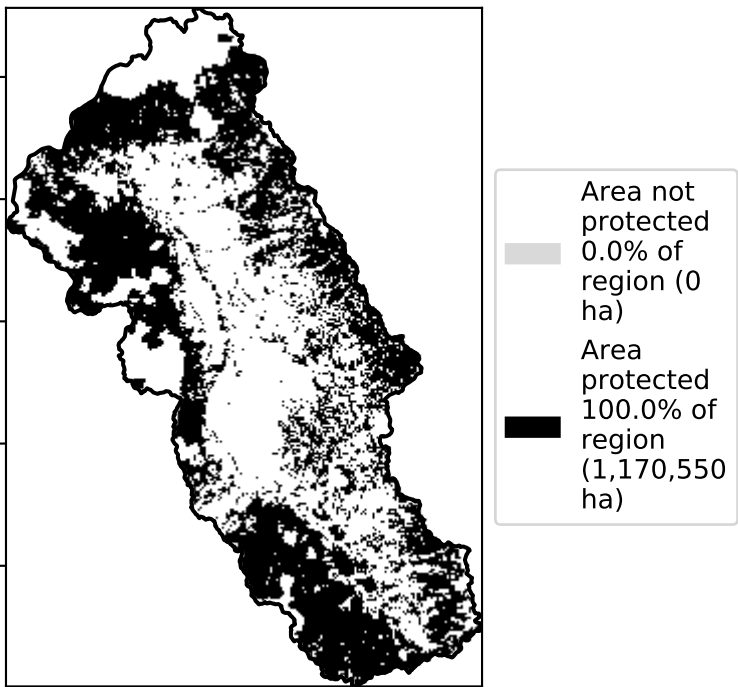 Area not
protected
0.0% of
region (0
ha)
Area
protected
100.0% of
region
(1,170,550
ha)